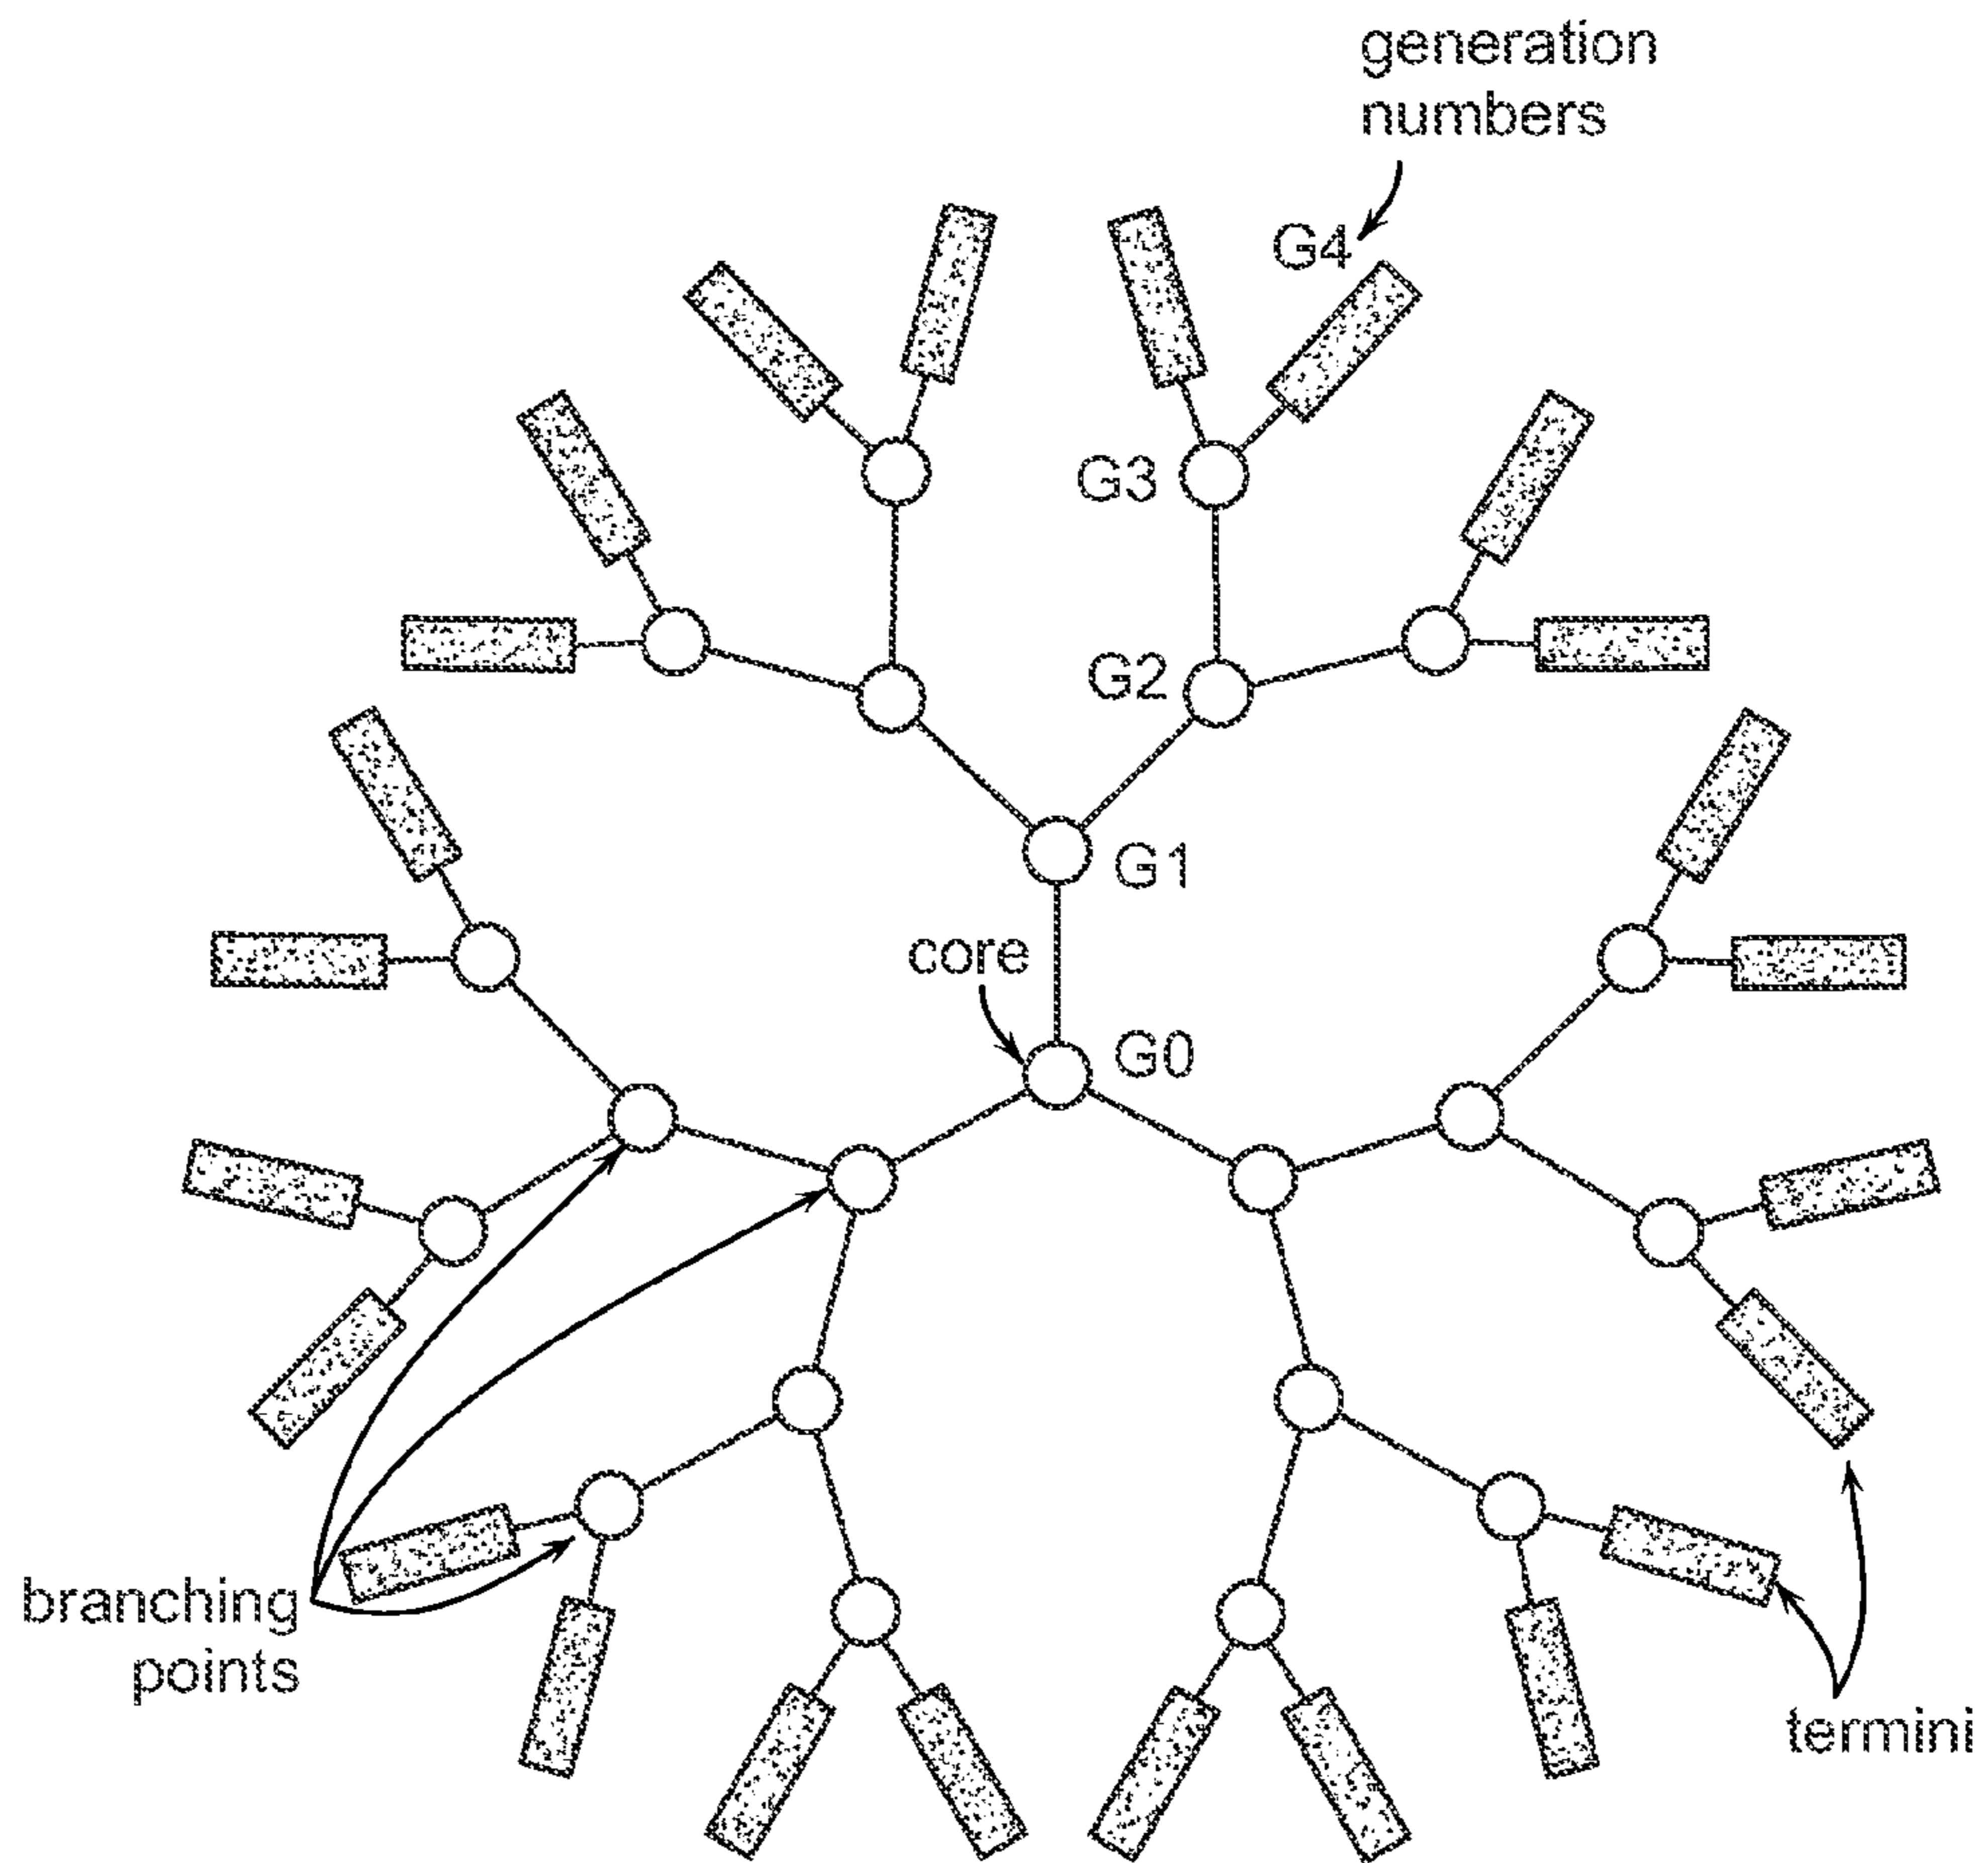 generation
numbers
G4
G3
G2
G1
core
G0
branching
points
termini